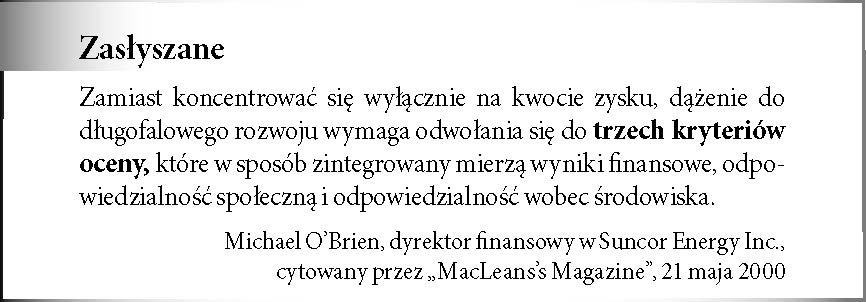 Zasłyszane
Zamiast koncentrować się wyłącznie na kwocie zysku, dążenie do
długofalowego rozwoju wymaga odwołania się do trzech kryteriów
oceny, które w sposób zintegrowany mierzą wyniki finansowe, odpo-
wiedzialność społeczną i odpowiedzialność wobec środowiska.
Michael O’Brien, dyrektor finansowy w Suncor Energy Inc.,
cytowany przez „MacLeans’s Magazine”, 21 maja 2000